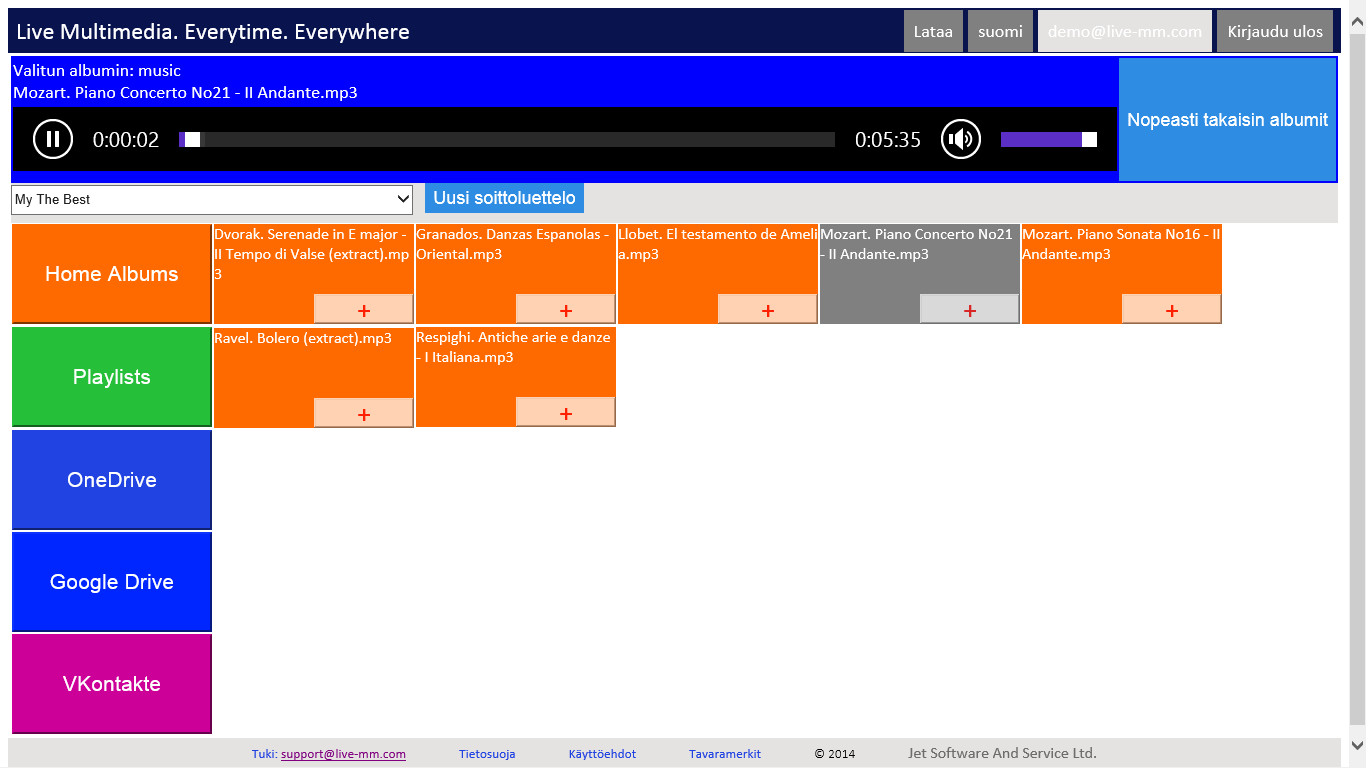 Live Multimedia. Everytime. Everywhere
Lataa
suomi
demo@live-mm.com
Kirjaudu ulos
Valitun albumin: music
Mozart. Piano Concerto No21 - II Andante.mp3
0:00:02
0:05:35
Nopeasti takaisin albumit
My The Best
Uusi soittoluettelo
Home Albums
Dvorak. Serenade in E major -
II Tempo di Valse (extract).mp
3
+
Granados. Danzas Espanolas -
Oriental.mp3
+
Llobet. El testamento de Ameli
a.mp3
+
Mozart. Piano Concerto No21
- II Andante.mp3
+
Mozart. Piano Sonata No16 - II
Andante.mp3
+
Playlists
Ravel. Bolero (extract).mp3
+
Respighi. Antiche arie e danze
- I Italiana.mp3
+
OneDrive
Google Drive
VKontakte
Tuki: support@live-mm.com
Tietosuoja
Käyttöehdot
Tavaramerkit
© 2014
Jet Software And Service Ltd.